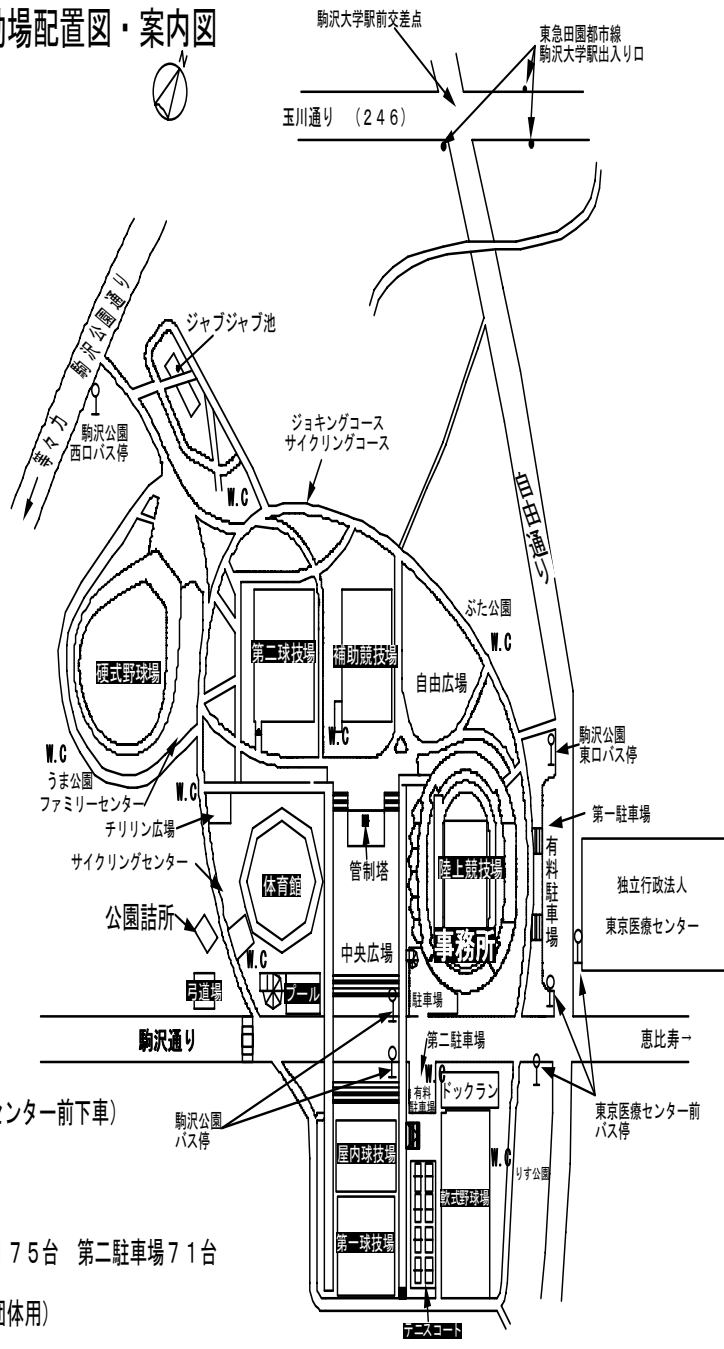 場配置図・案内図
N
駒沢大学駅前交差点
東急田園都市線
駒沢大学駅出入り口
玉川通り （２４６）
駒沢公園通り
等々力
ジャブジャブ池
駒沢公園
西口バス停
ジョキングコース
サイクリングコース
W.C
自由通り
ぶた公園
W.C
第二球技場
補助競技場
硬式野球場
自由広場
W.C
W.C
うま公園
ファミリーセンター
W.C
駒沢公園
東口バス停
チリリン広場
第一駐車場
有料駐車場
サイクリングセンター
体育館
管制塔
陸上競技場
独立行政法人
東京医療センター
公園詰所
W.C
中央広場
事務所
弓道場
プール
駐車場
駒沢通り
第二駐車場
恵比寿→
W.C
有料
駐車場
ドックラン
センター前下車）
駒沢公園
バス停
東京医療センター前
バス停
屋内球技場
W.C
りす公園
軟式野球場
第一球技場
７５台 第二駐車場７１台
団体用）
テニスコート